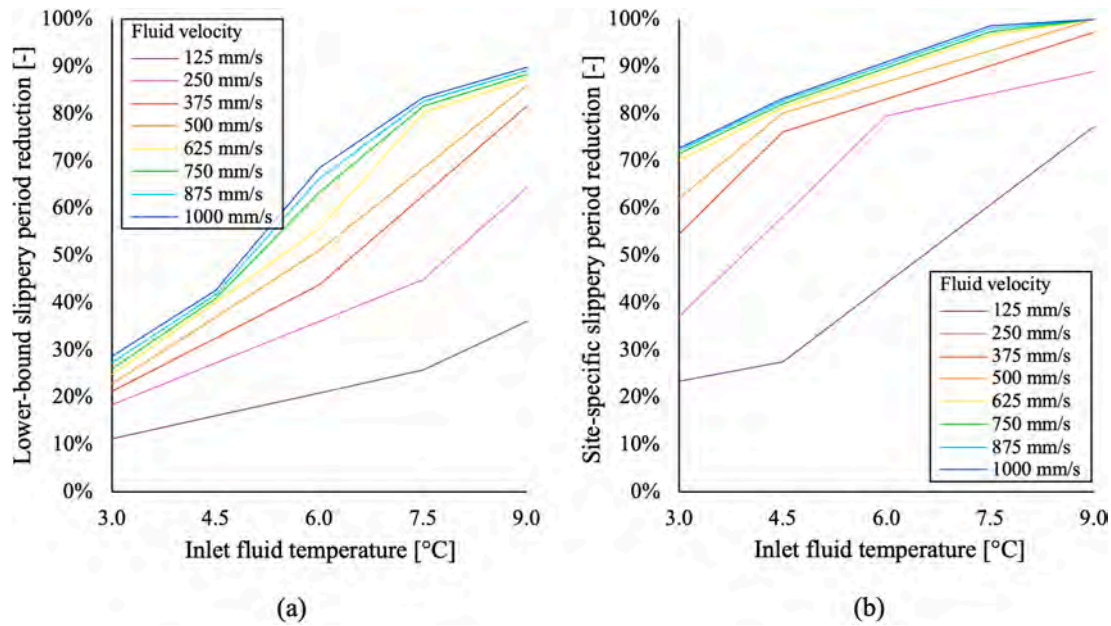 Lower-bound slippery period reduction [-]
100%
90%
80%
70%
60%
50%
40%
30%
20%
10%
0%
Fluid velocity
125 mm/s
250 mm/s
375 mm/s
500 mm/s
625 mm/s
750 mm/s
875 mm/s
1000 mm/s
3.0 4.5 6.0 7.5 9.0
Inlet fluid temperature [°C]
(a)
Site-specific slippery period reduction [-]
100%
90%
80%
70%
60%
50%
40%
30%
20%
10%
0%
Fluid velocity
125 mm/s
250 mm/s
375 mm/s
500 mm/s
625 mm/s
750 mm/s
875 mm/s
1000 mm/s
3.0 4.5 6.0 7.5 9.0
Inlet fluid temperature [°C]
(b)